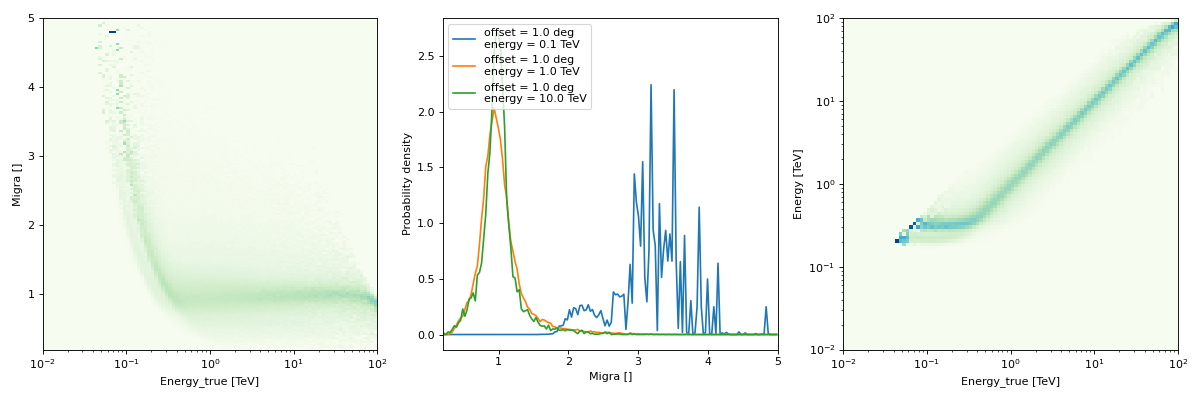 5
4
3
2
1
Migra []
10⁻²
10⁻¹
10⁰
10¹
10²
Energy_true [TeV]
offset = 1.0 deg
energy = 0.1 TeV
offset = 1.0 deg
energy = 1.0 TeV
offset = 1.0 deg
energy = 10.0 TeV
2.5
2.0
1.5
1.0
0.5
0.0
Probability density
1
2
3
4
5
Migra []
10²
10¹
10⁰
10⁻¹
10⁻²
Energy [TeV]
10⁻²
10⁻¹
10⁰
10¹
10²
Energy_true [TeV]